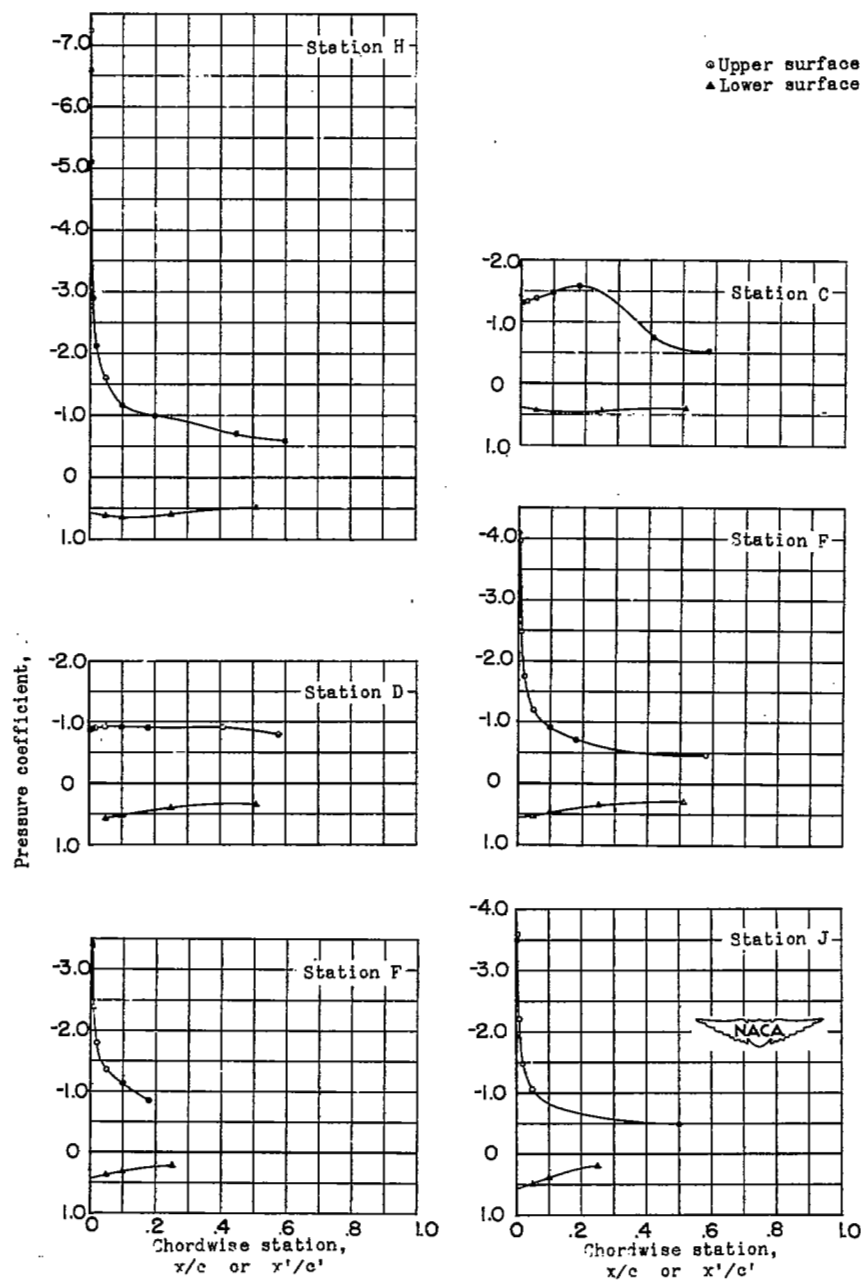 Upper surface
Lower surface
Station H
-7.0
-6.0
-5.0
-4.0
-3.0
-2.0
-1.0
0
1.0
Station C
-2.0
-1.0
0
1.0
Pressure coefficient,
Station D
-2.0
-1.0
0
1.0
Station F
-4.0
-3.0
-2.0
-1.0
0
1.0
Station F
-3.0
-2.0
-1.0
0
1.0
0 .2 .4 .6 .8 1.0
Chordwise station,
x/c or x'/c'
Station J
NACA
-4.0
-3.0
-2.0
-1.0
0
1.0
0 .2 .4 .6 .8 1.0
Chordwise station,
x/c or x'/c'